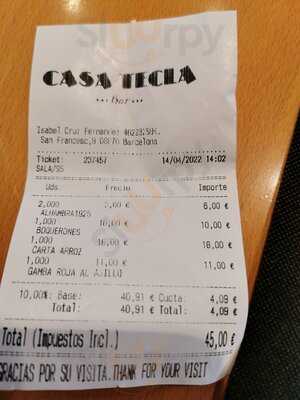 Sluurpy
CASA TECLA
Bar
Isabel Cruz Fernandez
San Francesc,9 08870 Barcelona
Ticket: 207457 14/04/2022 14:02
SALA/S5
Uds. Precio Importe
2,000 3,00 € 6,00 €
ALHAMBRA1925
1,000 10,00 € 10,00 €
BOQUERONES
1,000 18,00 € 18,00 €
CARTA ARROZ
1,000 11,00 € 11,00 €
GAMBA ROJA AL AJILLO
10,00%: Base: 40,91 € Cuota: 4,09 €
Total: 40,91 € Total: 4,09 €
Total (Impuestos Incl.) 45,00 €
GRACIAS POR SU VISITA.THANK FOR YOUR VISIT